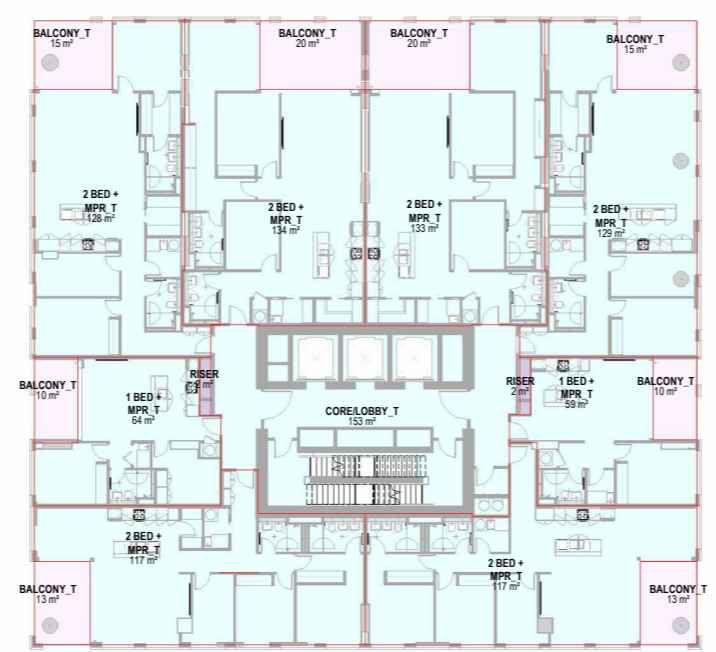 BALCONY_T
15 m²
BALCONY_T
20 m²
BALCONY_T
20 m²
BALCONY_T
15 m²
2 BED +
MPR_T
128 m²
2 BED +
MPR_T
134 m²
2 BED +
MPR_T
133 m²
2 BED +
MPR_T
129 m²
BALCONY_T
10 m²
1 BED +
MPR_T
64 m²
RISER
2 m²
CORE/LOBBY_T
153 m²
RISER
2 m²
1 BED +
MPR_T
59 m²
BALCONY_T
10 m²
2 BED +
MPR_T
117 m²
2 BED +
MPR_T
117 m²
BALCONY_T
13 m²
BALCONY_T
13 m²